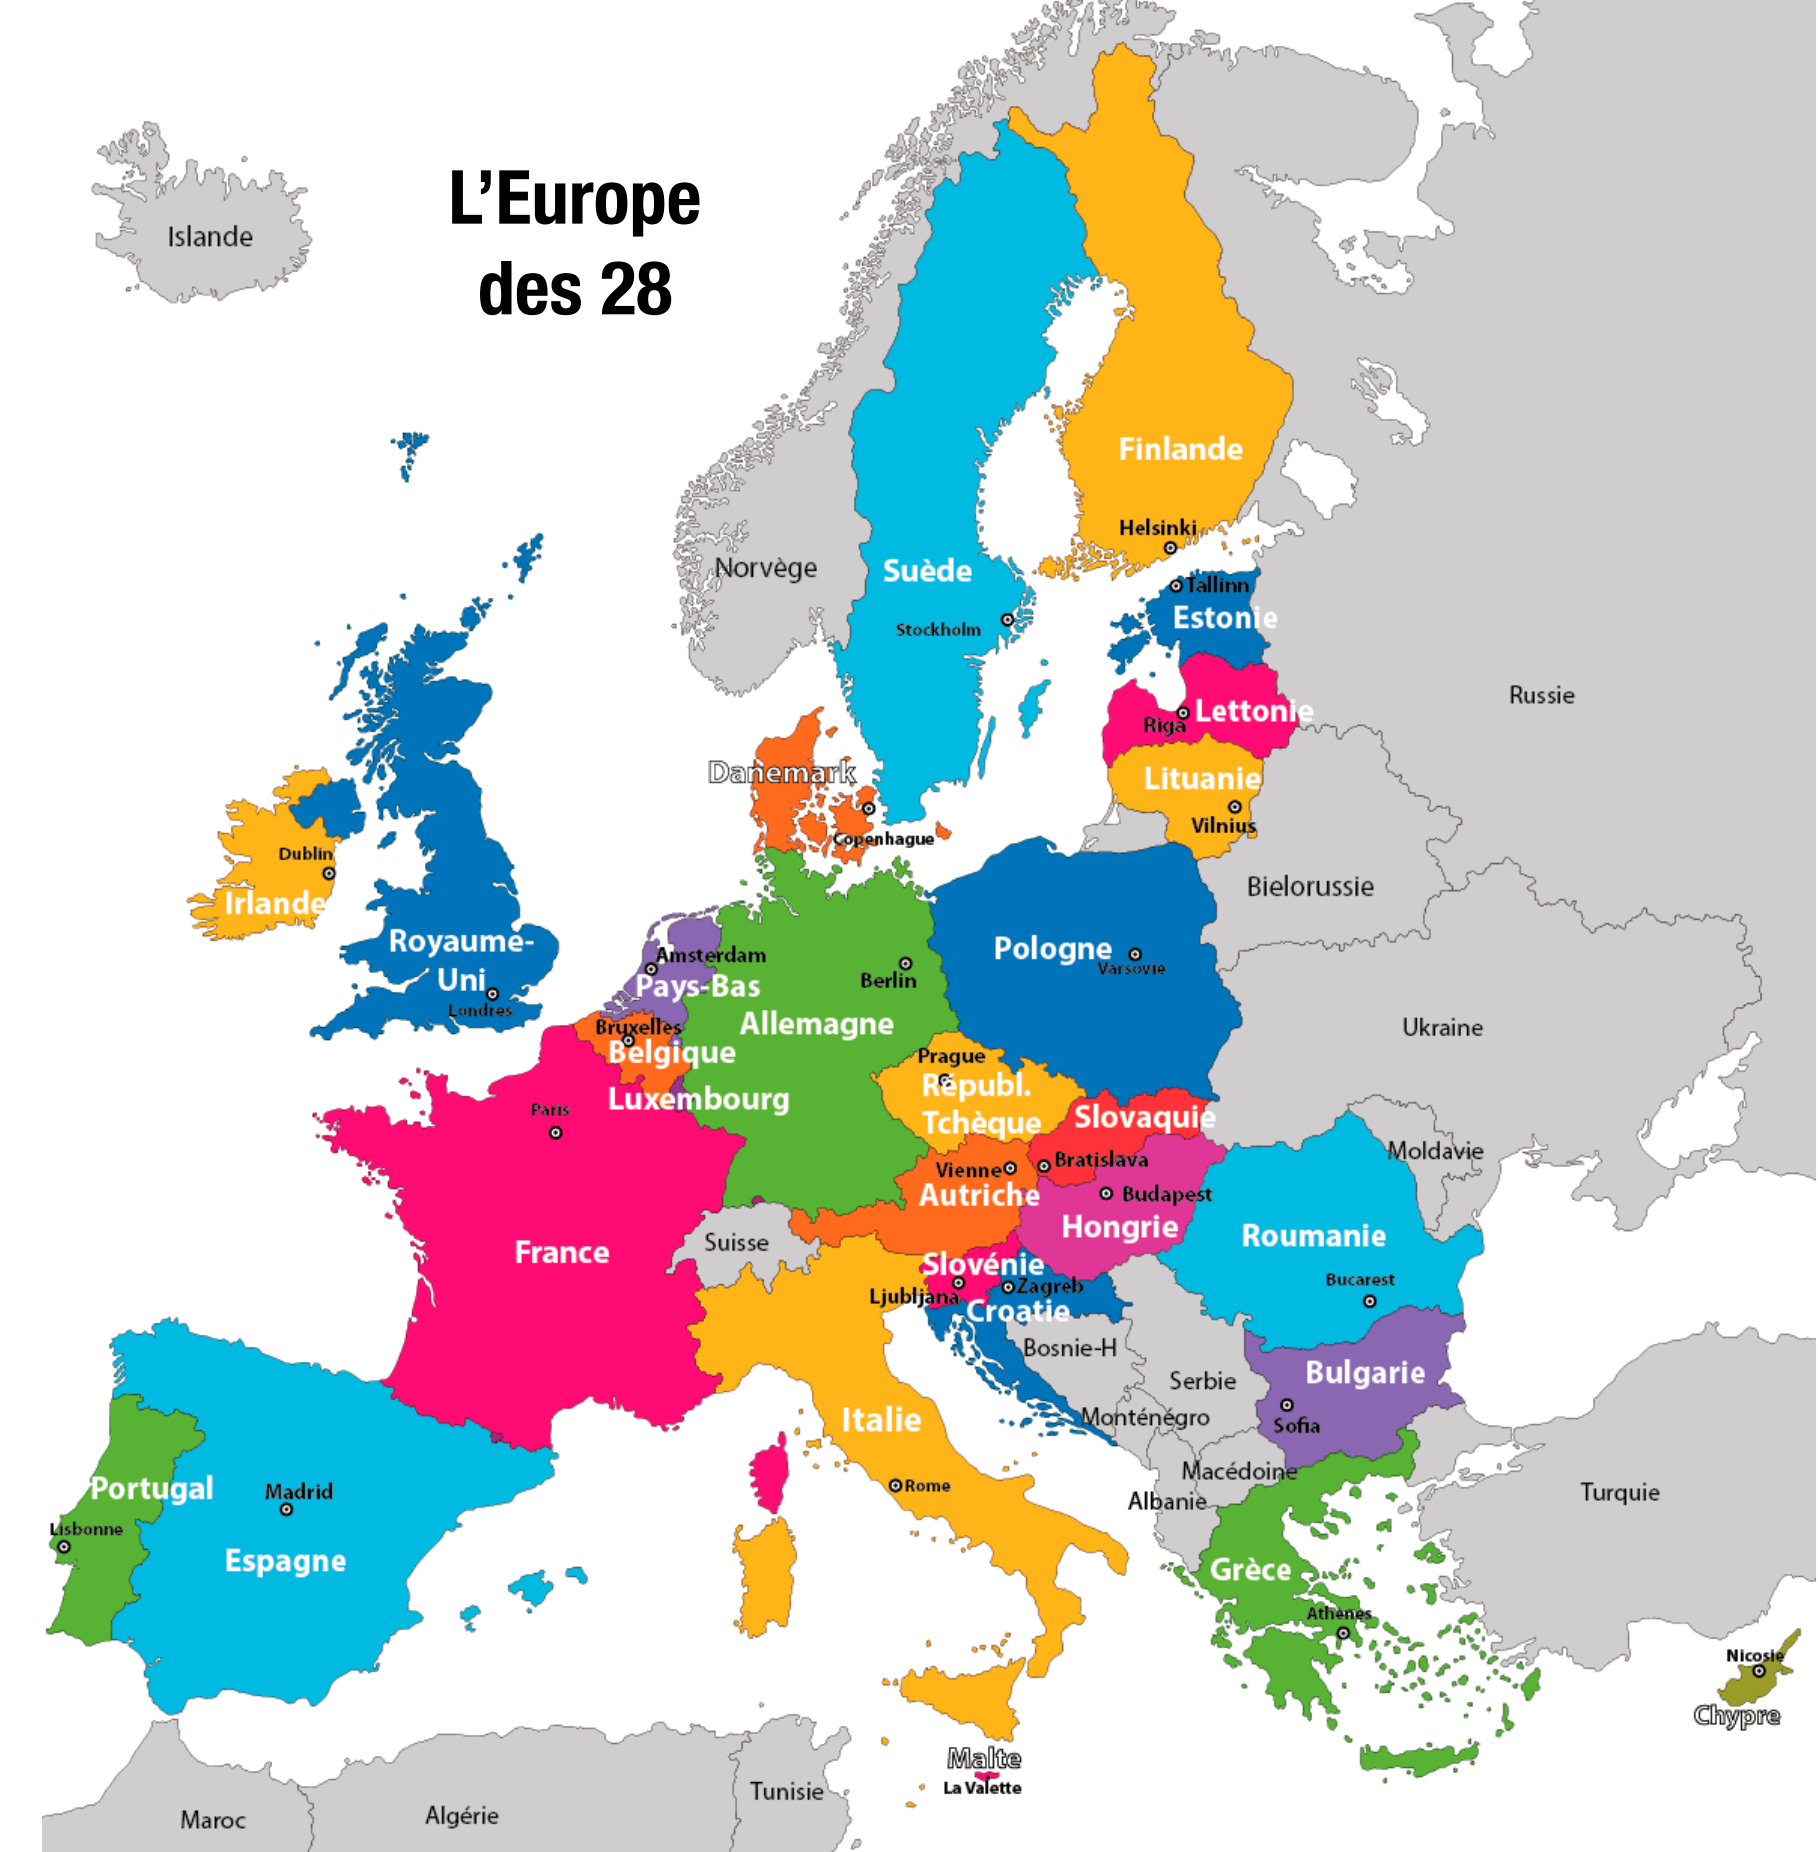 L’Europe
des 28
Islande
Finlande
Helsinki
Norvège
Suède
Stockholm
Tallinn
Estonie
Russie
Lettonie
Riga
Danemark
Lituanie
Vilnius
Copenhague
Dublin
Irlande
Bielorussie
Royaume-
Uni
Londres
Pologne
Varsovie
Amsterdam
Pays-Bas
Berlin
Allemagne
Ukraine
Bruxelles
Belgique
Luxembourg
Prague
Républ.
Tchèque
Paris
Slovaquie
Moldavie
Vienne
Bratislava
Autriche
Budapest
Hongrie
Suisse
France
Roumanie
Slovénie
Bucarest
Ljubljana
Zagreb
Croatie
Bosnie-H
Serbie
Bulgarie
Sofia
Monténégro
Italie
Macédoine
Albanie
Rome
Turquie
Portugal
Madrid
Lisbonne
Espagne
Grèce
Athènes
Nicosie
Chypre
Malte
La Valette
Maroc
Algérie
Tunisie